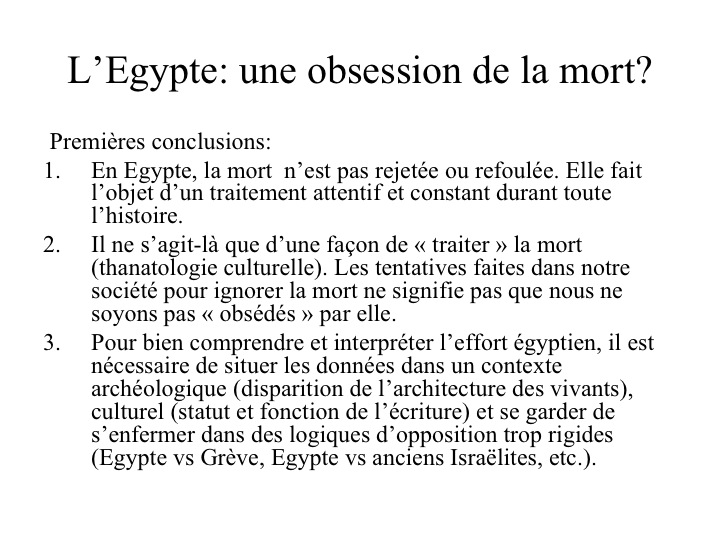 L’Egypte: une obsession de la mort?
Premières conclusions:
1. En Egypte, la mort n’est pas rejetée ou refoulée. Elle fait
l’objet d’un traitement attentif et constant durant toute
l’histoire.
2. Il ne s’agit-là que d’une façon de « traiter » la mort
(thanatologie culturelle). Les tentatives faites dans notre
société pour ignorer la mort ne signifie pas que nous ne
soyons pas « obsédés » par elle.
3. Pour bien comprendre et interpréter l’effort égyptien, il est
nécessaire de situer les données dans un contexte
archéologique (disparition de l’architecture des vivants),
culturel (statut et fonction de l’écriture) et se garder de
s’enfermer dans des logiques d’opposition trop rigides
(Egypte vs Grève, Egypte vs anciens Israëlites, etc.).